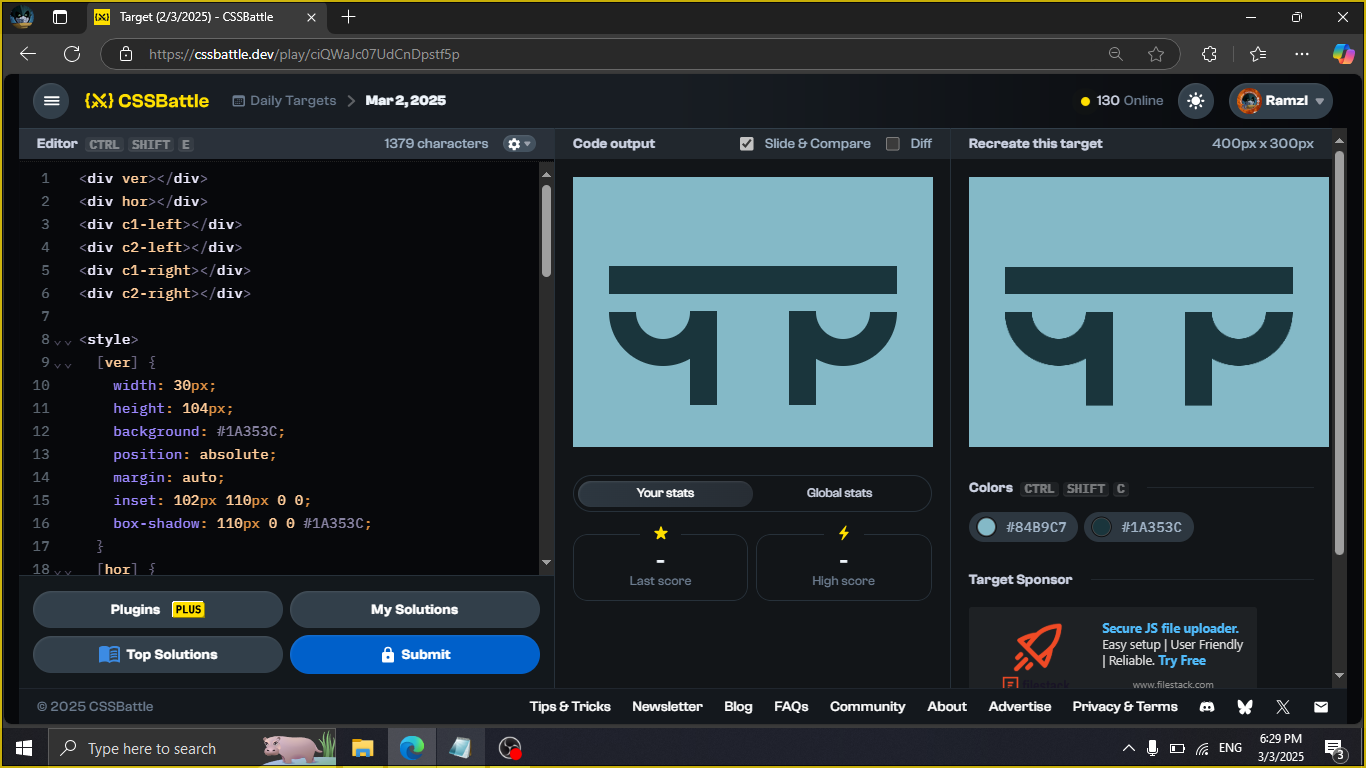 Target (2/3/2025) - CSSBattle
https://cssbattle.dev/play/ciQWaJc07UdCnDpstf5p
CSSBattle
Daily Targets
Mar 2, 2025
130 Online
Ramzl
Editor CTRL SHIFT E
1379 characters
Code output
Slide & Compare
Diff
Recreate this target
400px x 300px
1 <div ver></div>
2 <div hor></div>
3 <div c1-left></div>
4 <div c2-left></div>
5 <div c1-right></div>
6 <div c2-right></div>
7
8 <style>
9 [ver] {
10 width: 30px;
11 height: 104px;
12 background: #1A353C;
13 position: absolute;
14 margin: auto;
15 inset: 102px 110px 0 0;
16 box-shadow: 110px 0 0 #1A353C;
17 }
18 [hor] {
Your stats
Global stats
-
Last score
-
High score
Colors CTRL SHIFT C
#84B9C7
#1A353C
Target Sponsor
Secure JS file uploader.
Easy setup | User Friendly
| Reliable. Try Free
filestack
www.filestack.com
Plugins PLUS
My Solutions
Top Solutions
Submit
© 2025 CSSBattle
Tips & Tricks
Newsletter
Blog
FAQs
Community
About
Advertise
Privacy & Terms
Type here to search
ENG
6:29 PM
3/3/2025
3